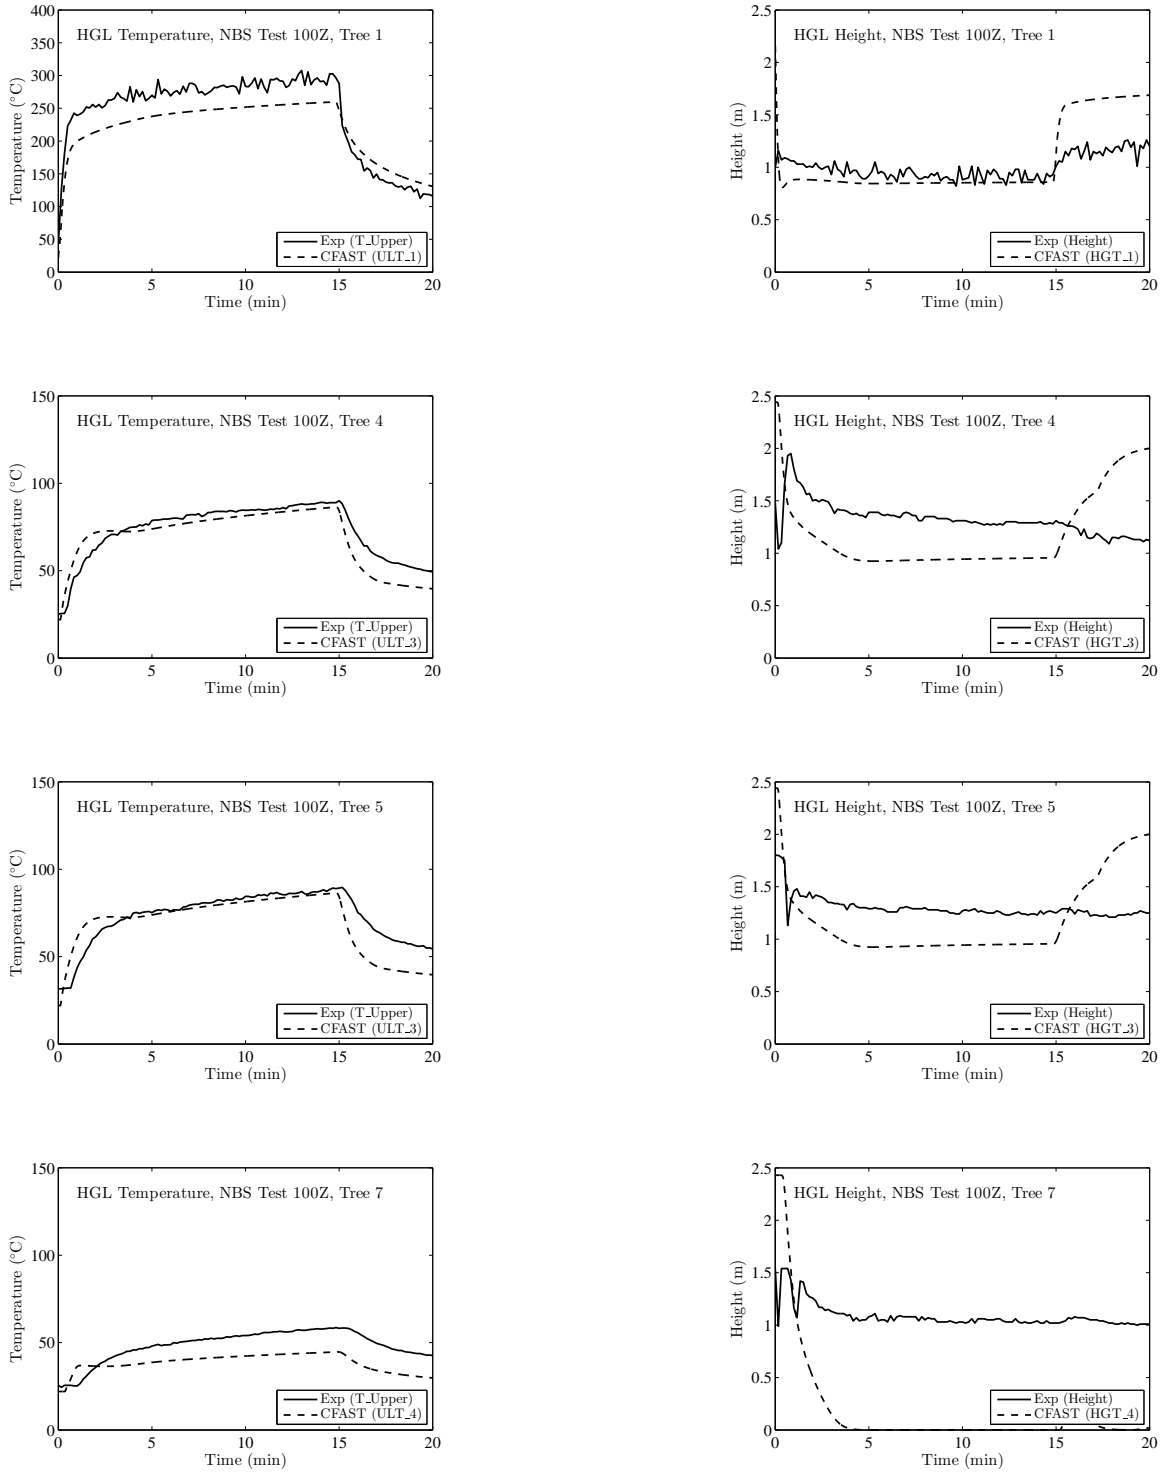 HGL Temperature, NBS Test 100Z, Tree 1
Temperature (°C)
400
350
300
250
200
150
100
50
0
0 5 10 15 20
Time (min)
Exp (T_Upper)
CFAST (ULT_1)
HGL Height, NBS Test 100Z, Tree 1
Height (m)
2.5
2
1.5
1
0.5
0
0 5 10 15 20
Time (min)
Exp (Height)
CFAST (HGT_1)
HGL Temperature, NBS Test 100Z, Tree 4
Temperature (°C)
150
100
50
0
0 5 10 15 20
Time (min)
Exp (T_Upper)
CFAST (ULT_3)
HGL Height, NBS Test 100Z, Tree 4
Height (m)
2.5
2
1.5
1
0.5
0
0 5 10 15 20
Time (min)
Exp (Height)
CFAST (HGT_3)
HGL Temperature, NBS Test 100Z, Tree 5
Temperature (°C)
150
100
50
0
0 5 10 15 20
Time (min)
Exp (T_Upper)
CFAST (ULT_3)
HGL Height, NBS Test 100Z, Tree 5
Height (m)
2.5
2
1.5
1
0.5
0
0 5 10 15 20
Time (min)
Exp (Height)
CFAST (HGT_3)
HGL Temperature, NBS Test 100Z, Tree 7
Temperature (°C)
150
100
50
0
0 5 10 15 20
Time (min)
Exp (T_Upper)
CFAST (ULT_4)
HGL Height, NBS Test 100Z, Tree 7
Height (m)
2.5
2
1.5
1
0.5
0
0 5 10 15 20
Time (min)
Exp (Height)
CFAST (HGT_4)